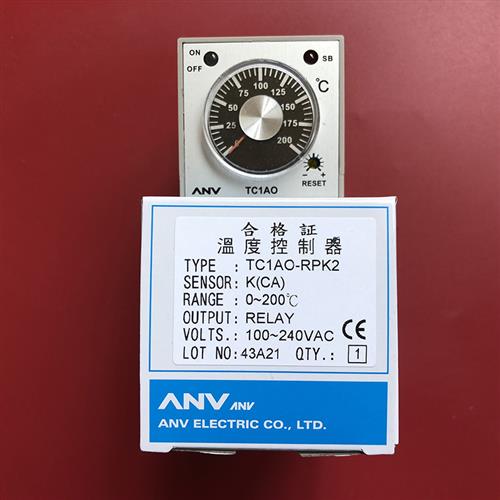 ON
OFF
SB
°C
25
50
75
100
125
150
175
200
- +
RESET
ANV TC1AO
合格証
溫度控制器
TYPE : TC1AO-RPK2
SENSOR: K(CA)
RANGE : 0~200℃
OUTPUT: RELAY
VOLTS.: 100~240VAC CE
LOT NO: 43A21 QTY.: 1
ANV ANV
ANV ELECTRIC CO., LTD.